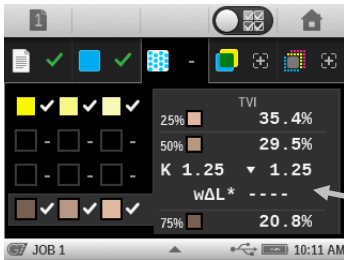 1
-
TVI
25% 35.4%
50% 29.5%
K 1.25 ▼ 1.25
wΔL* ----
75% 20.8%
- - -
- - -
G7 JOB 1 10:11 AM